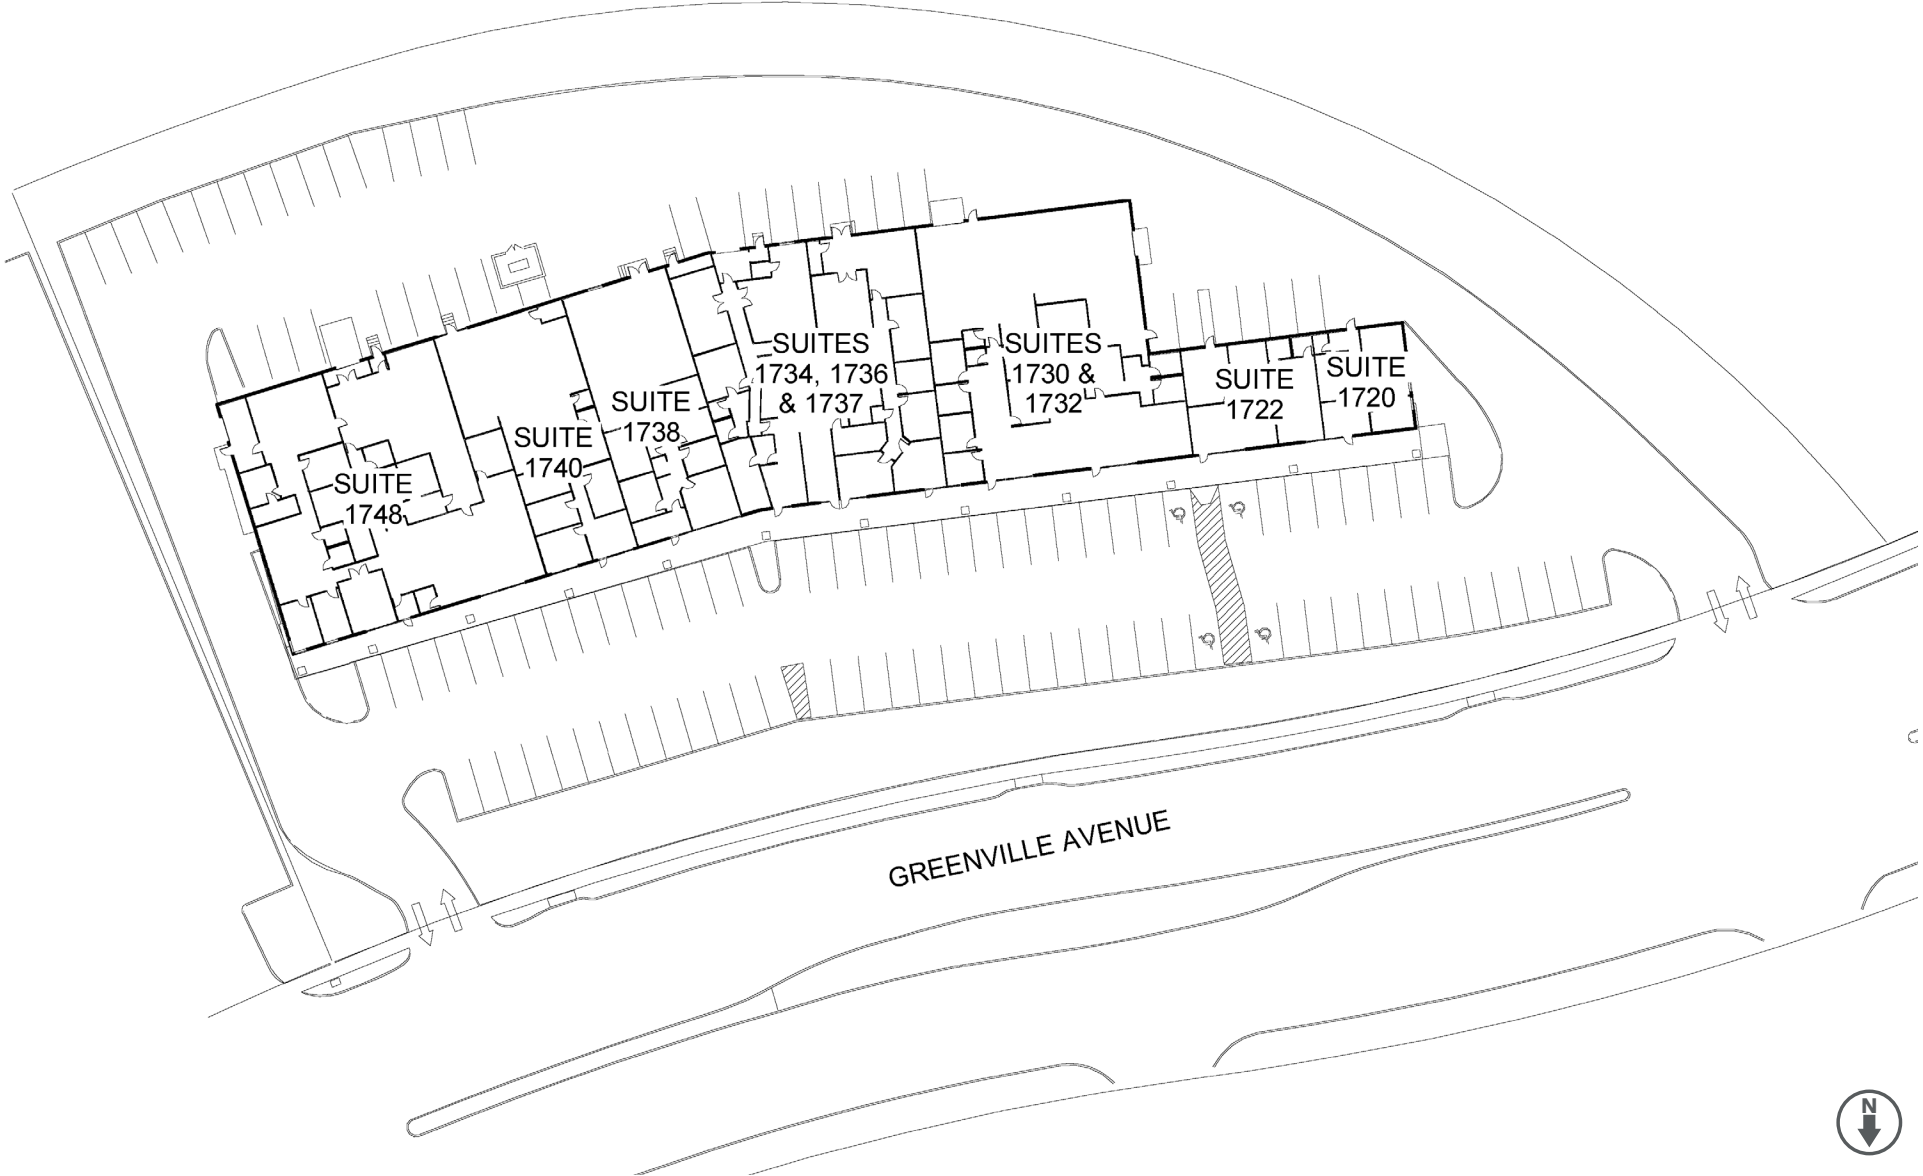 SUITES
1734, 1736
& 1737
SUITES
1730 &
1732
SUITE
1722
SUITE
1720
SUITE
1738
SUITE
1740
SUITE
1748
GREENVILLE AVENUE
N